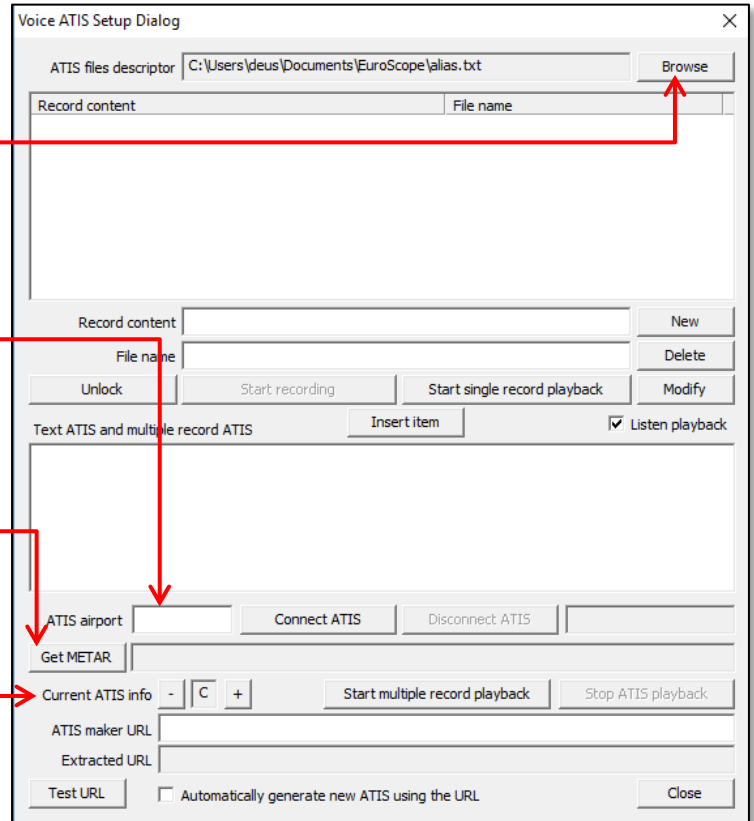 Voice ATIS Setup Dialog
ATIS files descriptor C:\Users\deus\Documents\EuroScope\alias.txt Browse
Record content File name
Record content New
File name Delete
Unlock Start recording Start single record playback Modify
Text ATIS and multiple record ATIS Insert item Listen playback
ATIS airport Connect ATIS Disconnect ATIS
Get METAR
Current ATIS info - C + Start multiple record playback Stop ATIS playback
ATIS maker URL
Extracted URL
Test URL Automatically generate new ATIS using the URL Close